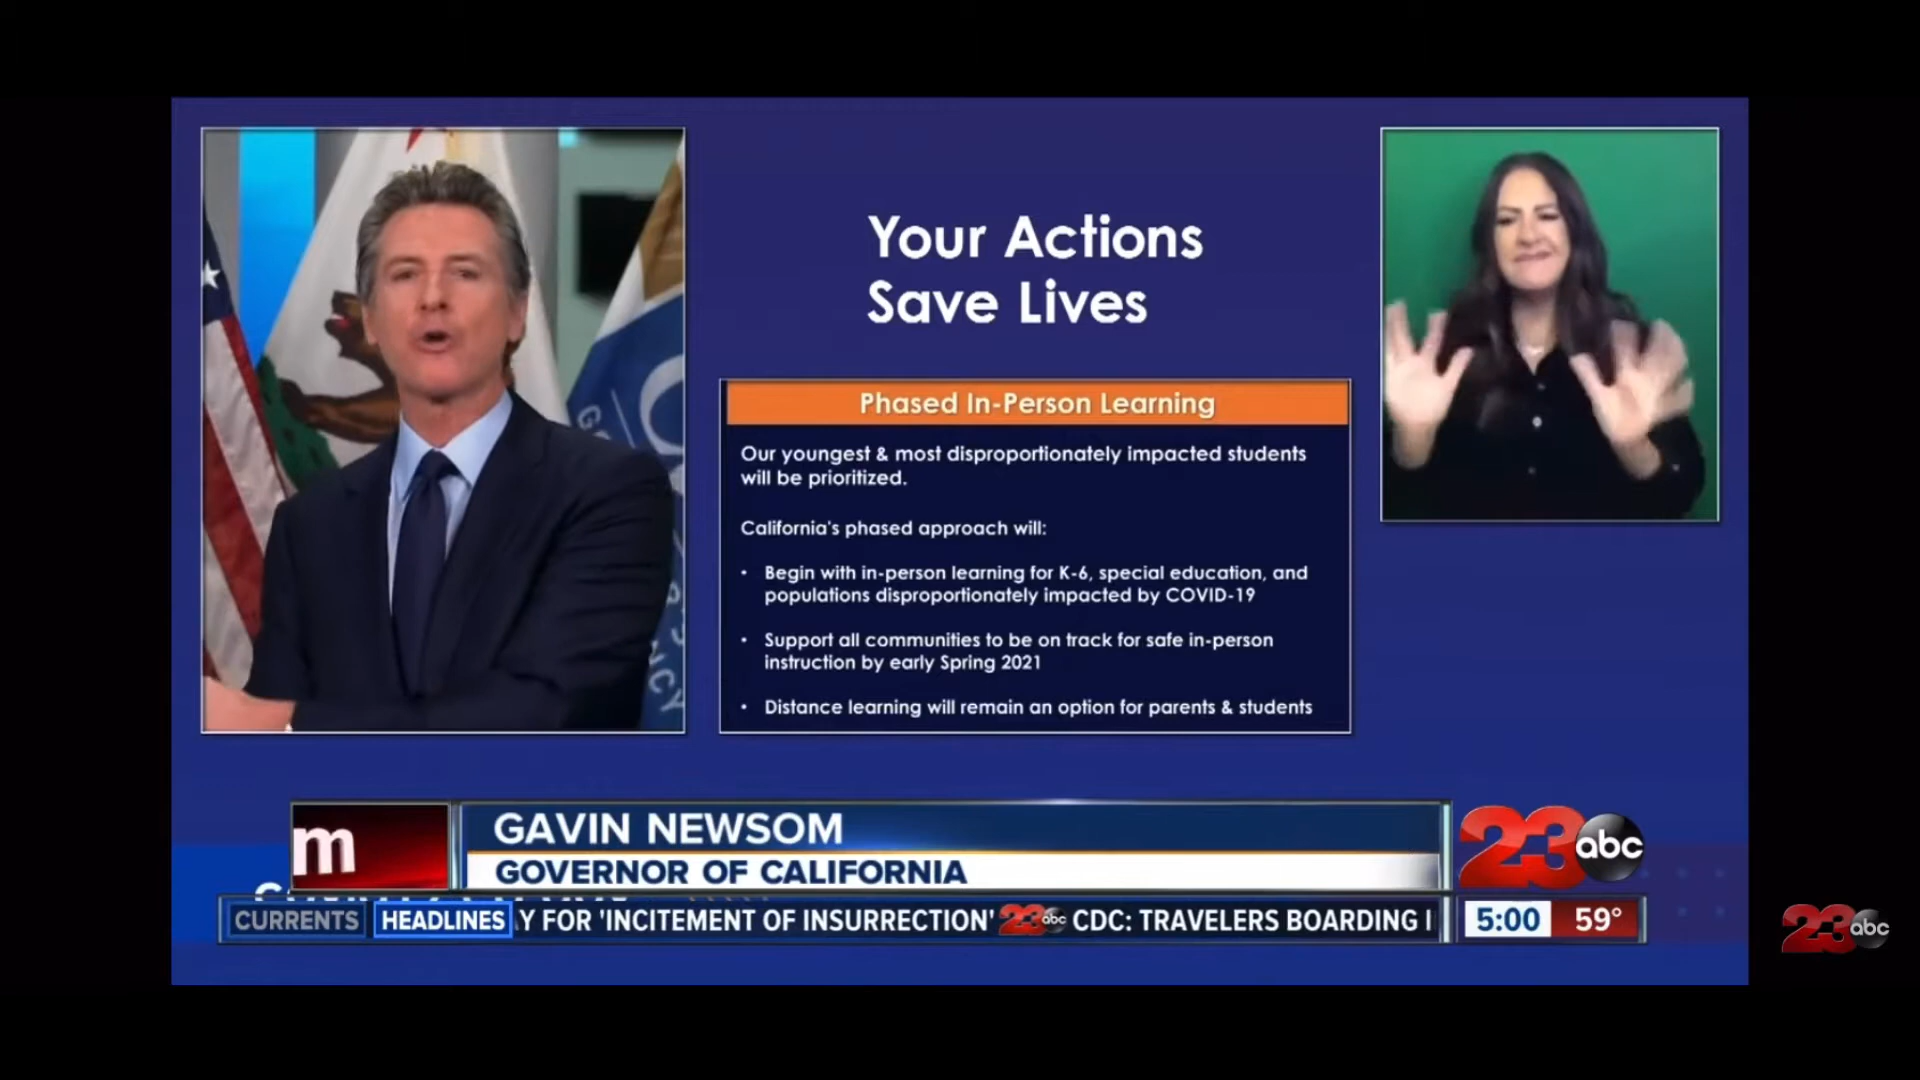 Your Actions
Save Lives
Phased In-Person Learning
Our youngest & most disproportionately impacted students
will be prioritized.
California's phased approach will:
• Begin with in-person learning for K-6, special education, and
populations disproportionately impacted by COVID-19
• Support all communities to be on track for safe in-person
instruction by early Spring 2021
• Distance learning will remain an option for parents & students
m
GAVIN NEWSOM
GOVERNOR OF CALIFORNIA
23 abc
CURRENTS
HEADLINES
Y FOR 'INCITEMENT OF INSURRECTION' 23 abc CDC: TRAVELERS BOARDING
5:00
59°
23 abc